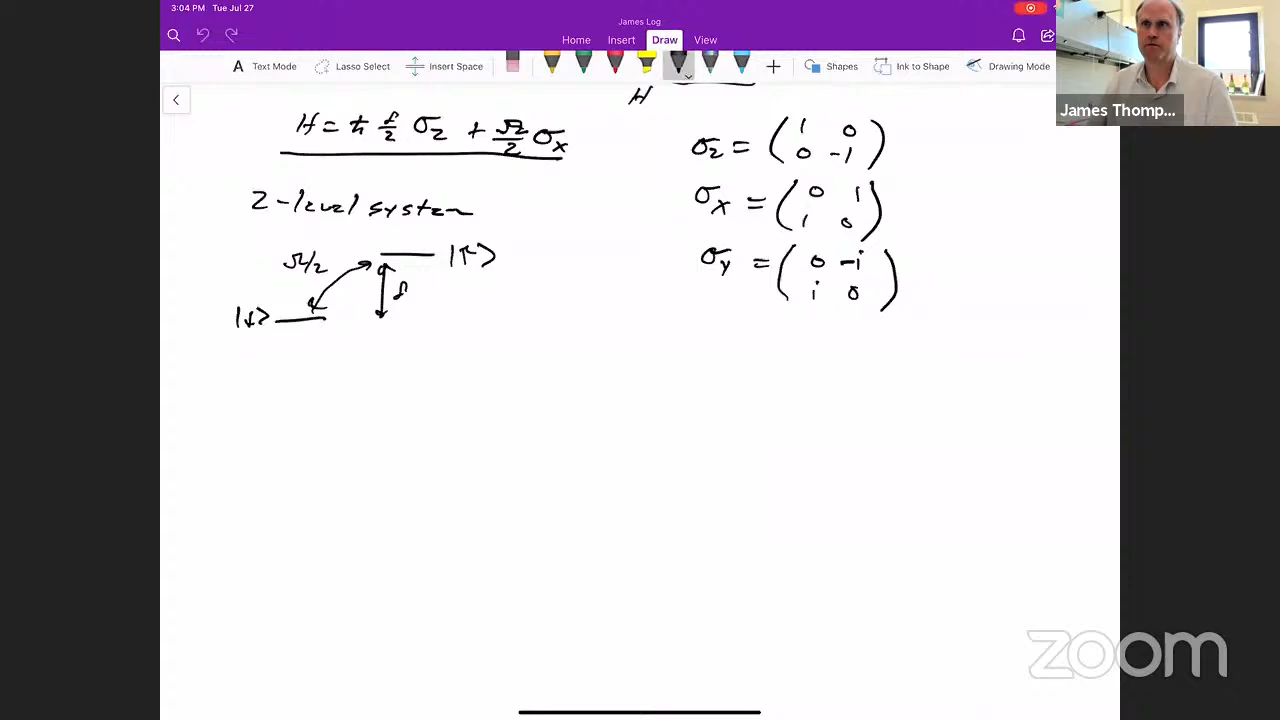 3:04 PM Tue Jul 27
James Log
Home Insert Draw View
Text Mode Lasso Select Insert Space Shapes Ink to Shape Drawing Mode
James Thomp...
H
H = ħ δ/2 σz + Ω/2 σx
2-level system
Ω/2 |↑⟩
δ
|↓⟩
σz = ( 1 0
0 -1 )
σx = ( 0 1
1 0 )
σy = ( 0 -i
i 0 )
zoom